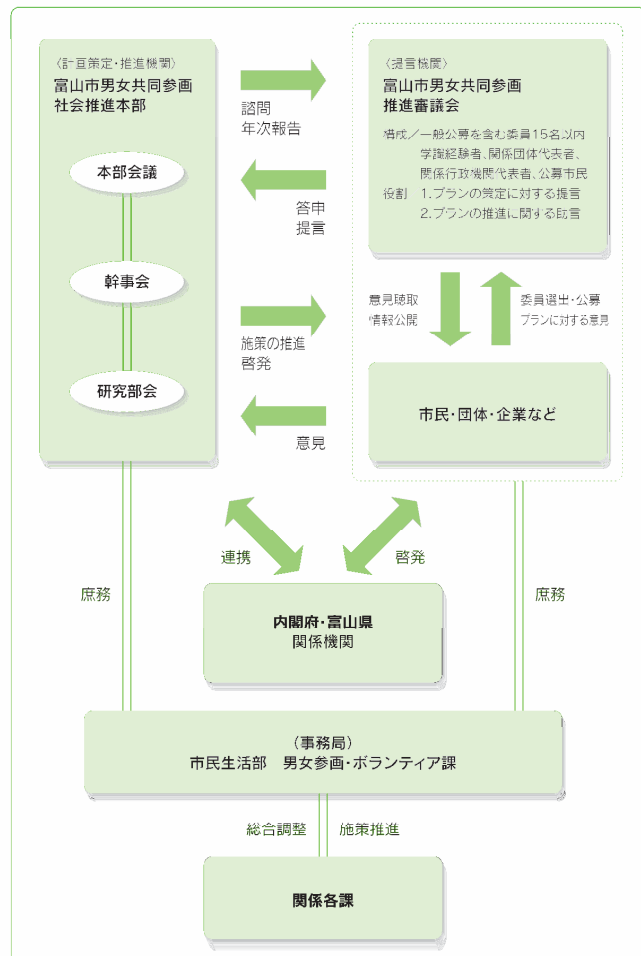 〈計画策定・推進機関〉
富山市男女共同参画
社会推進本部
本部会議
幹事会
研究部会
諮問
年次報告
答申
提言
施策の推進
啓発
意見
〈提言機関〉
富山市男女共同参画
推進審議会
構成／一般公募を含む委員15名以内
学識経験者、関係団体代表者、
関係行政機関代表者、公募市民
役割 1.プランの策定に対する提言
2.プランの推進に関する助言
意見聴取
情報公開
委員選出・公募
プランに対する意見
市民・団体・企業など
連携
啓発
庶務
庶務
内閣府・富山県
関係機関
（事務局）
市民生活部 男女参画・ボランティア課
総合調整
施策推進
関係各課